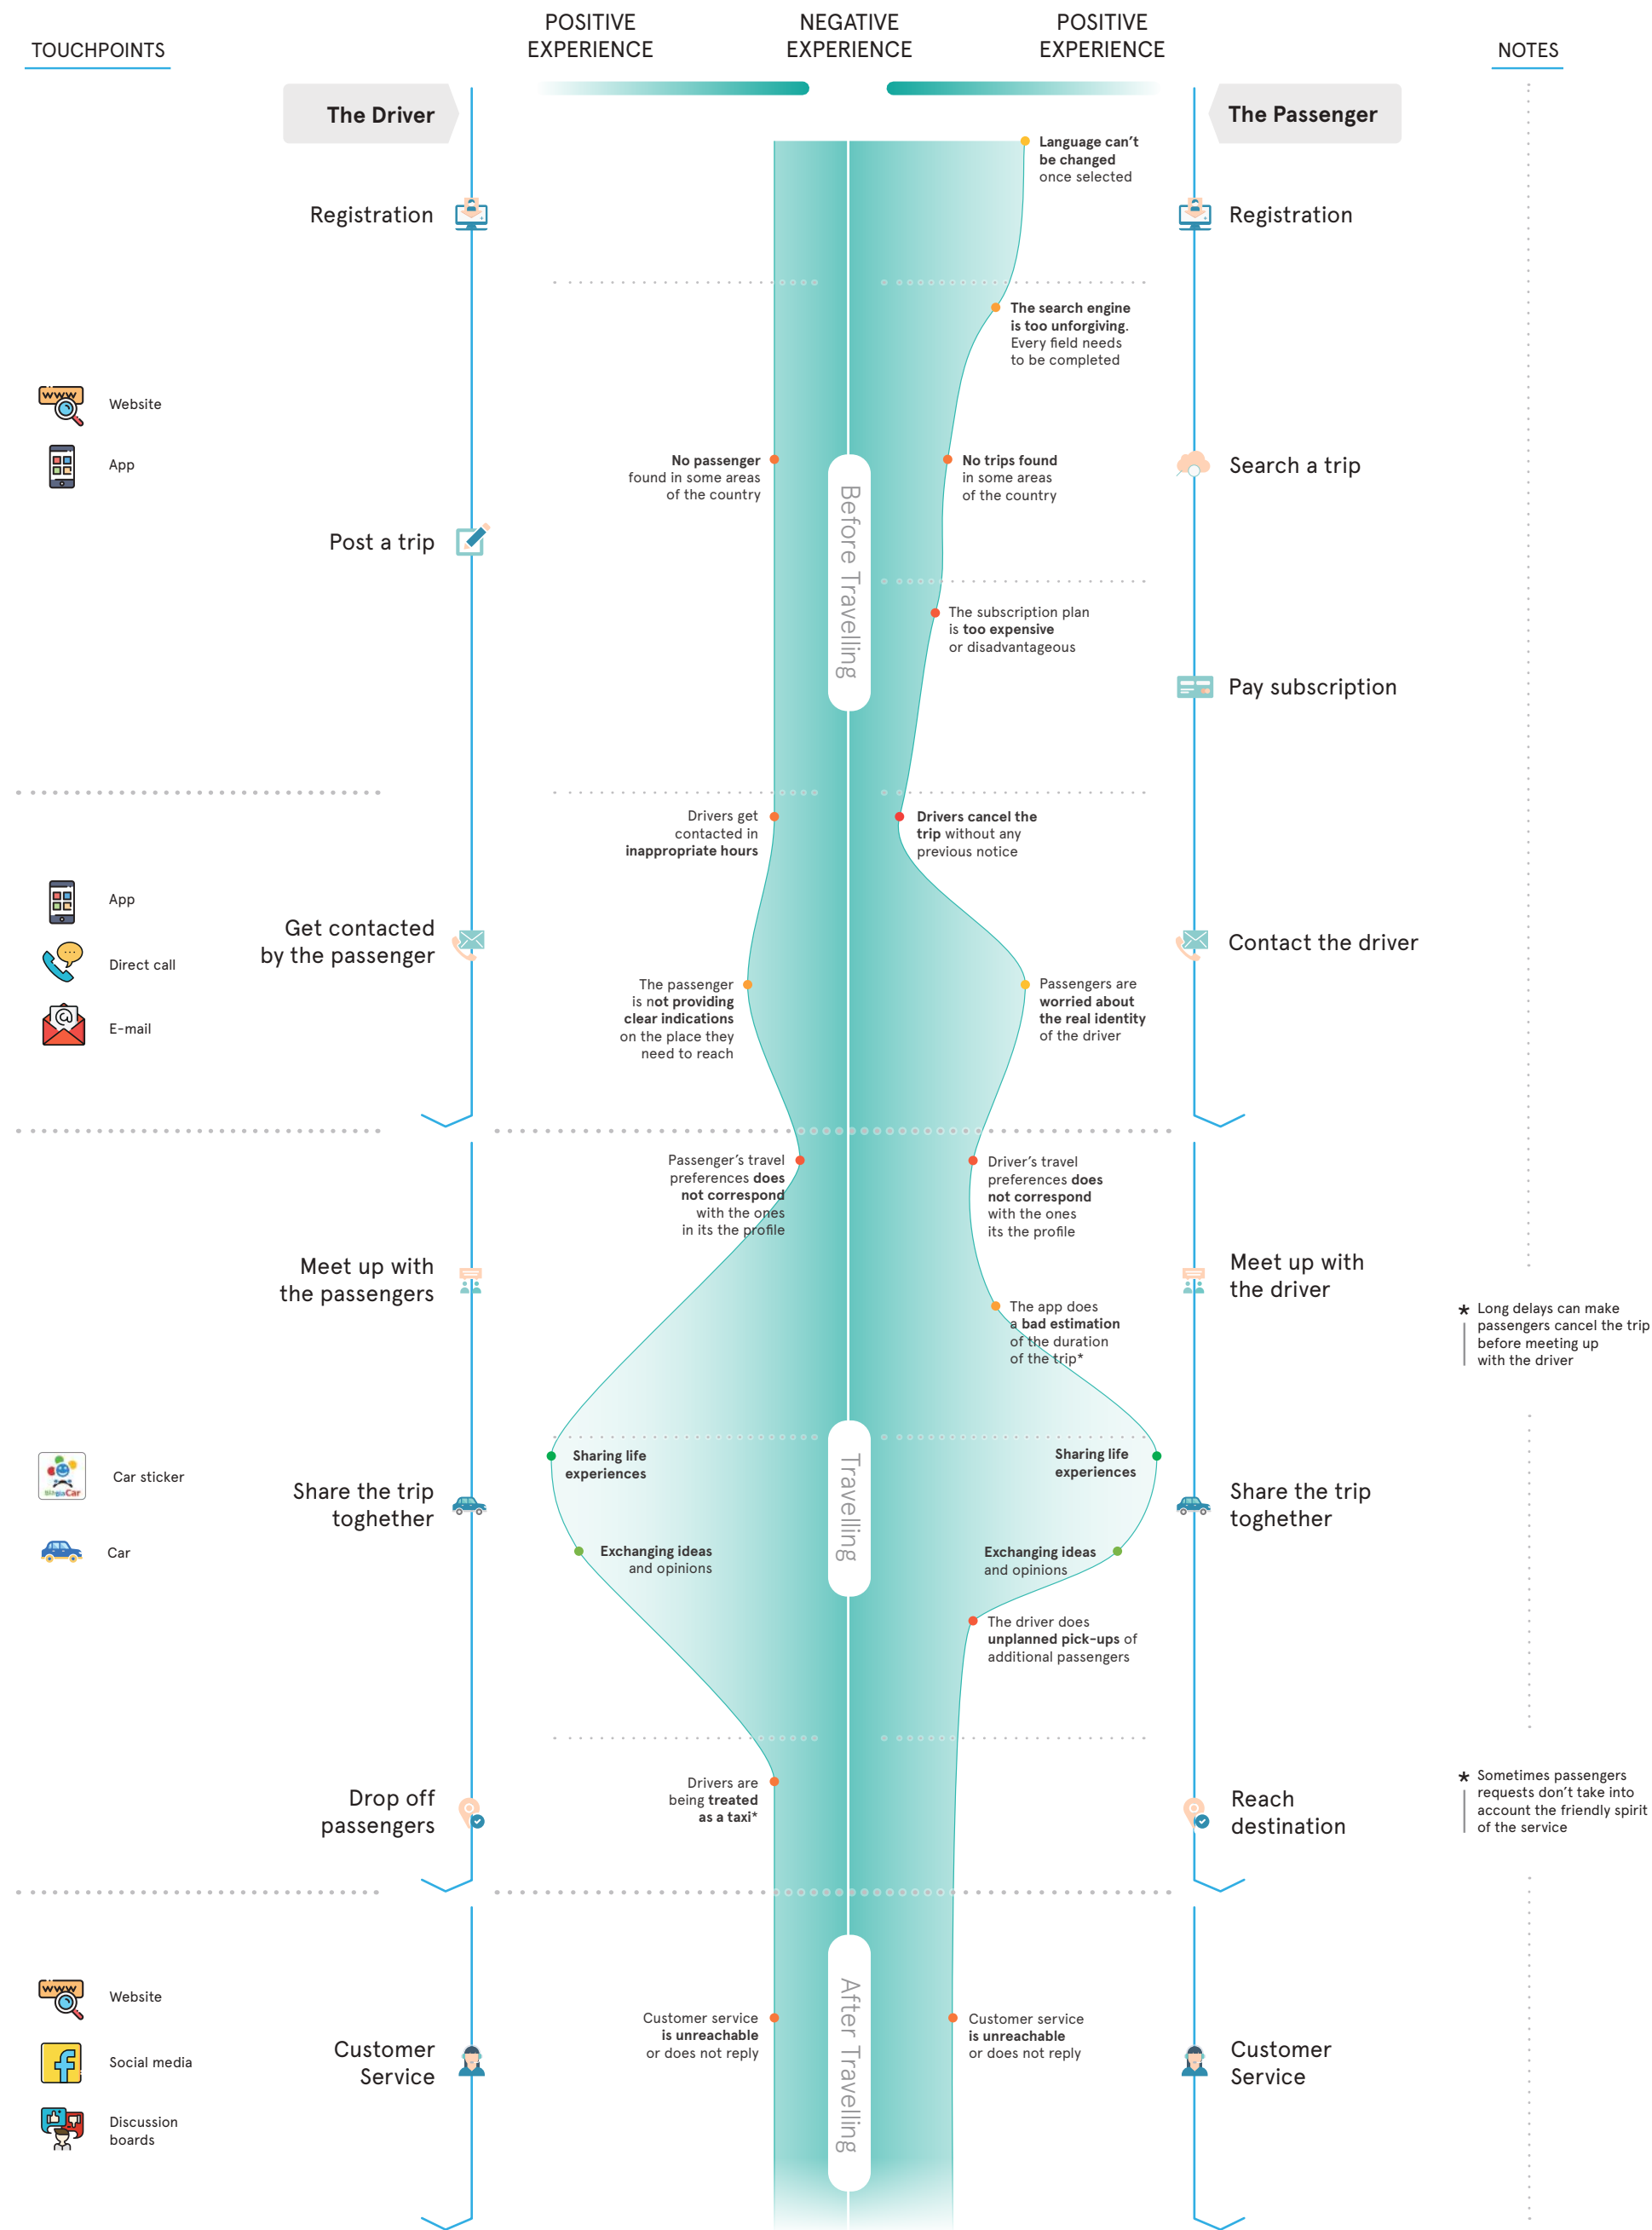 TOUCHPOINTS
POSITIVE
EXPERIENCE
NEGATIVE
EXPERIENCE
POSITIVE
EXPERIENCE
NOTES
The Driver
The Passenger
Language can't
be changed
once selected
Registration
Registration
The search engine
is too unforgiving.
Every field needs
to be completed
www
Website
App
No passenger
found in some areas
of the country
No trips found
in some areas
of the country
Search a trip
Before Travelling
Post a trip
The subscription plan
is too expensive
or disadvantageous
Pay subscription
Drivers get
contacted in
inappropriate hours
Drivers cancel the
trip without any
previous notice
App
Direct call
E-mail
Get contacted
by the passenger
Contact the driver
The passenger
is not providing
clear indications
on the place they
need to reach
Passengers are
worried about
the real identity
of the driver
Passenger's travel
preferences does
not correspond
with the ones
in its the profile
Driver's travel
preferences does
not correspond
with the ones
its the profile
Meet up with
the passengers
Meet up with
the driver
The app does
a bad estimation
of the duration
of the trip*
* Long delays can make
passengers cancel the trip
before meeting up
with the driver
Travelling
Sharing life
experiences
Sharing life
experiences
BlaBlaCar
Car sticker
Car
Share the trip
toghether
Share the trip
toghether
Exchanging ideas
and opinions
Exchanging ideas
and opinions
The driver does
unplanned pick-ups of
additional passengers
Drivers are
being treated
as a taxi*
Drop off
passengers
Reach
destination
* Sometimes passengers
requests don't take into
account the friendly spirit
of the service
After Travelling
www
Website
Social media
Discussion
boards
Customer service
is unreachable
or does not reply
Customer service
is unreachable
or does not reply
Customer
Service
Customer
Service